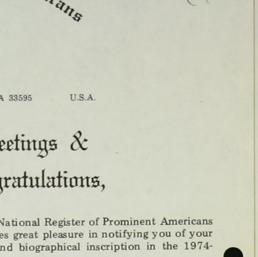 ans
A 33595 U.S.A.
eetings &
gratulations,
National Register of Prominent Americans
es great pleasure in notifying you of your
nd biographical inscription in the 1974-